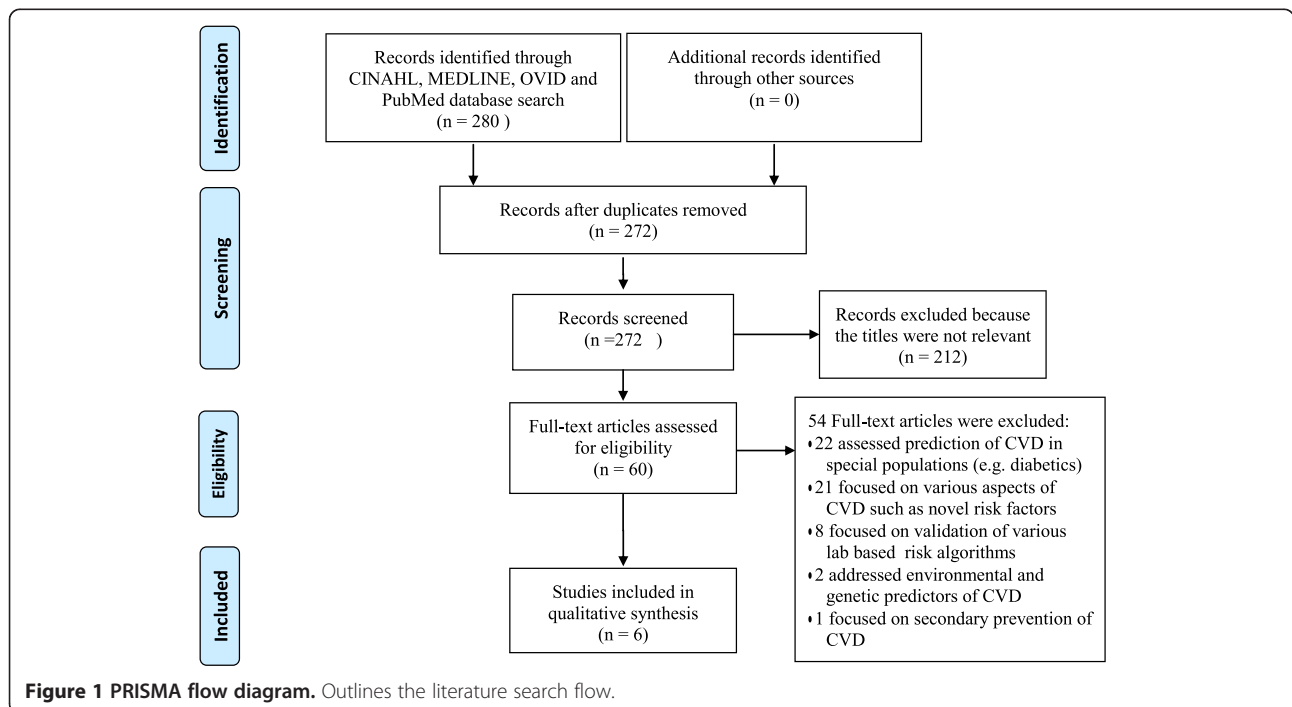 Identification
Records identified through
CINAHL, MEDLINE, OVID and
PubMed database search
(n = 280 )
Additional records identified
through other sources
(n = 0)
Screening
Records after duplicates removed
(n = 272)
Records screened
(n =272 )
Records excluded because
the titles were not relevant
(n = 212)
Eligibility
Full-text articles assessed
for eligibility
(n = 60)
54 Full-text articles were excluded:
•22 assessed prediction of CVD in
special populations (e.g. diabetics)
•21 focused on various aspects of
CVD such as novel risk factors
•8 focused on validation of various
lab based risk algorithms
•2 addressed environmental and
genetic predictors of CVD
•1 focused on secondary prevention of
CVD
Included
Studies included in
qualitative synthesis
(n = 6)
Figure 1 PRISMA flow diagram. Outlines the literature search flow.